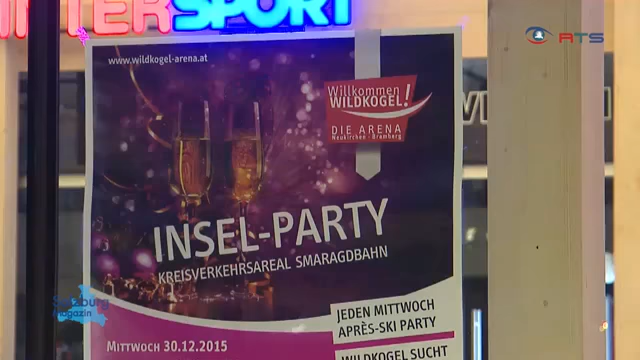 INTERSPORT
RTS
www.wildkogel-arena.at
Willkommen
WILDKOGEL!
DIE ARENA
Neukirchen - Bramberg
INSEL-PARTY
KREISVERKEHRSAREAL SMARAGDBAHN
JEDEN MITTWOCH
APRÈS-SKI PARTY
MITTWOCH 30.12.2015
WILDKOGEL SUCHT
Salzburg
magazin